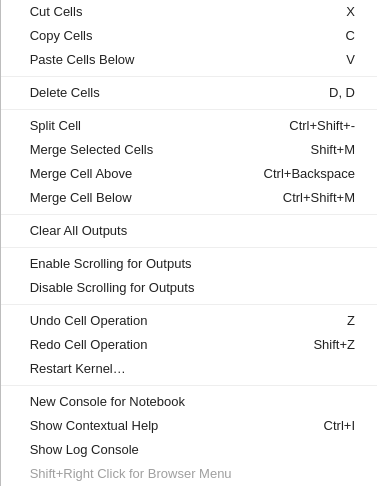 Cut Cells X
Copy Cells C
Paste Cells Below V
Delete Cells D, D
Split Cell Ctrl+Shift+-
Merge Selected Cells Shift+M
Merge Cell Above Ctrl+Backspace
Merge Cell Below Ctrl+Shift+M
Clear All Outputs
Enable Scrolling for Outputs
Disable Scrolling for Outputs
Undo Cell Operation Z
Redo Cell Operation Shift+Z
Restart Kernel…
New Console for Notebook
Show Contextual Help Ctrl+I
Show Log Console
Shift+Right Click for Browser Menu